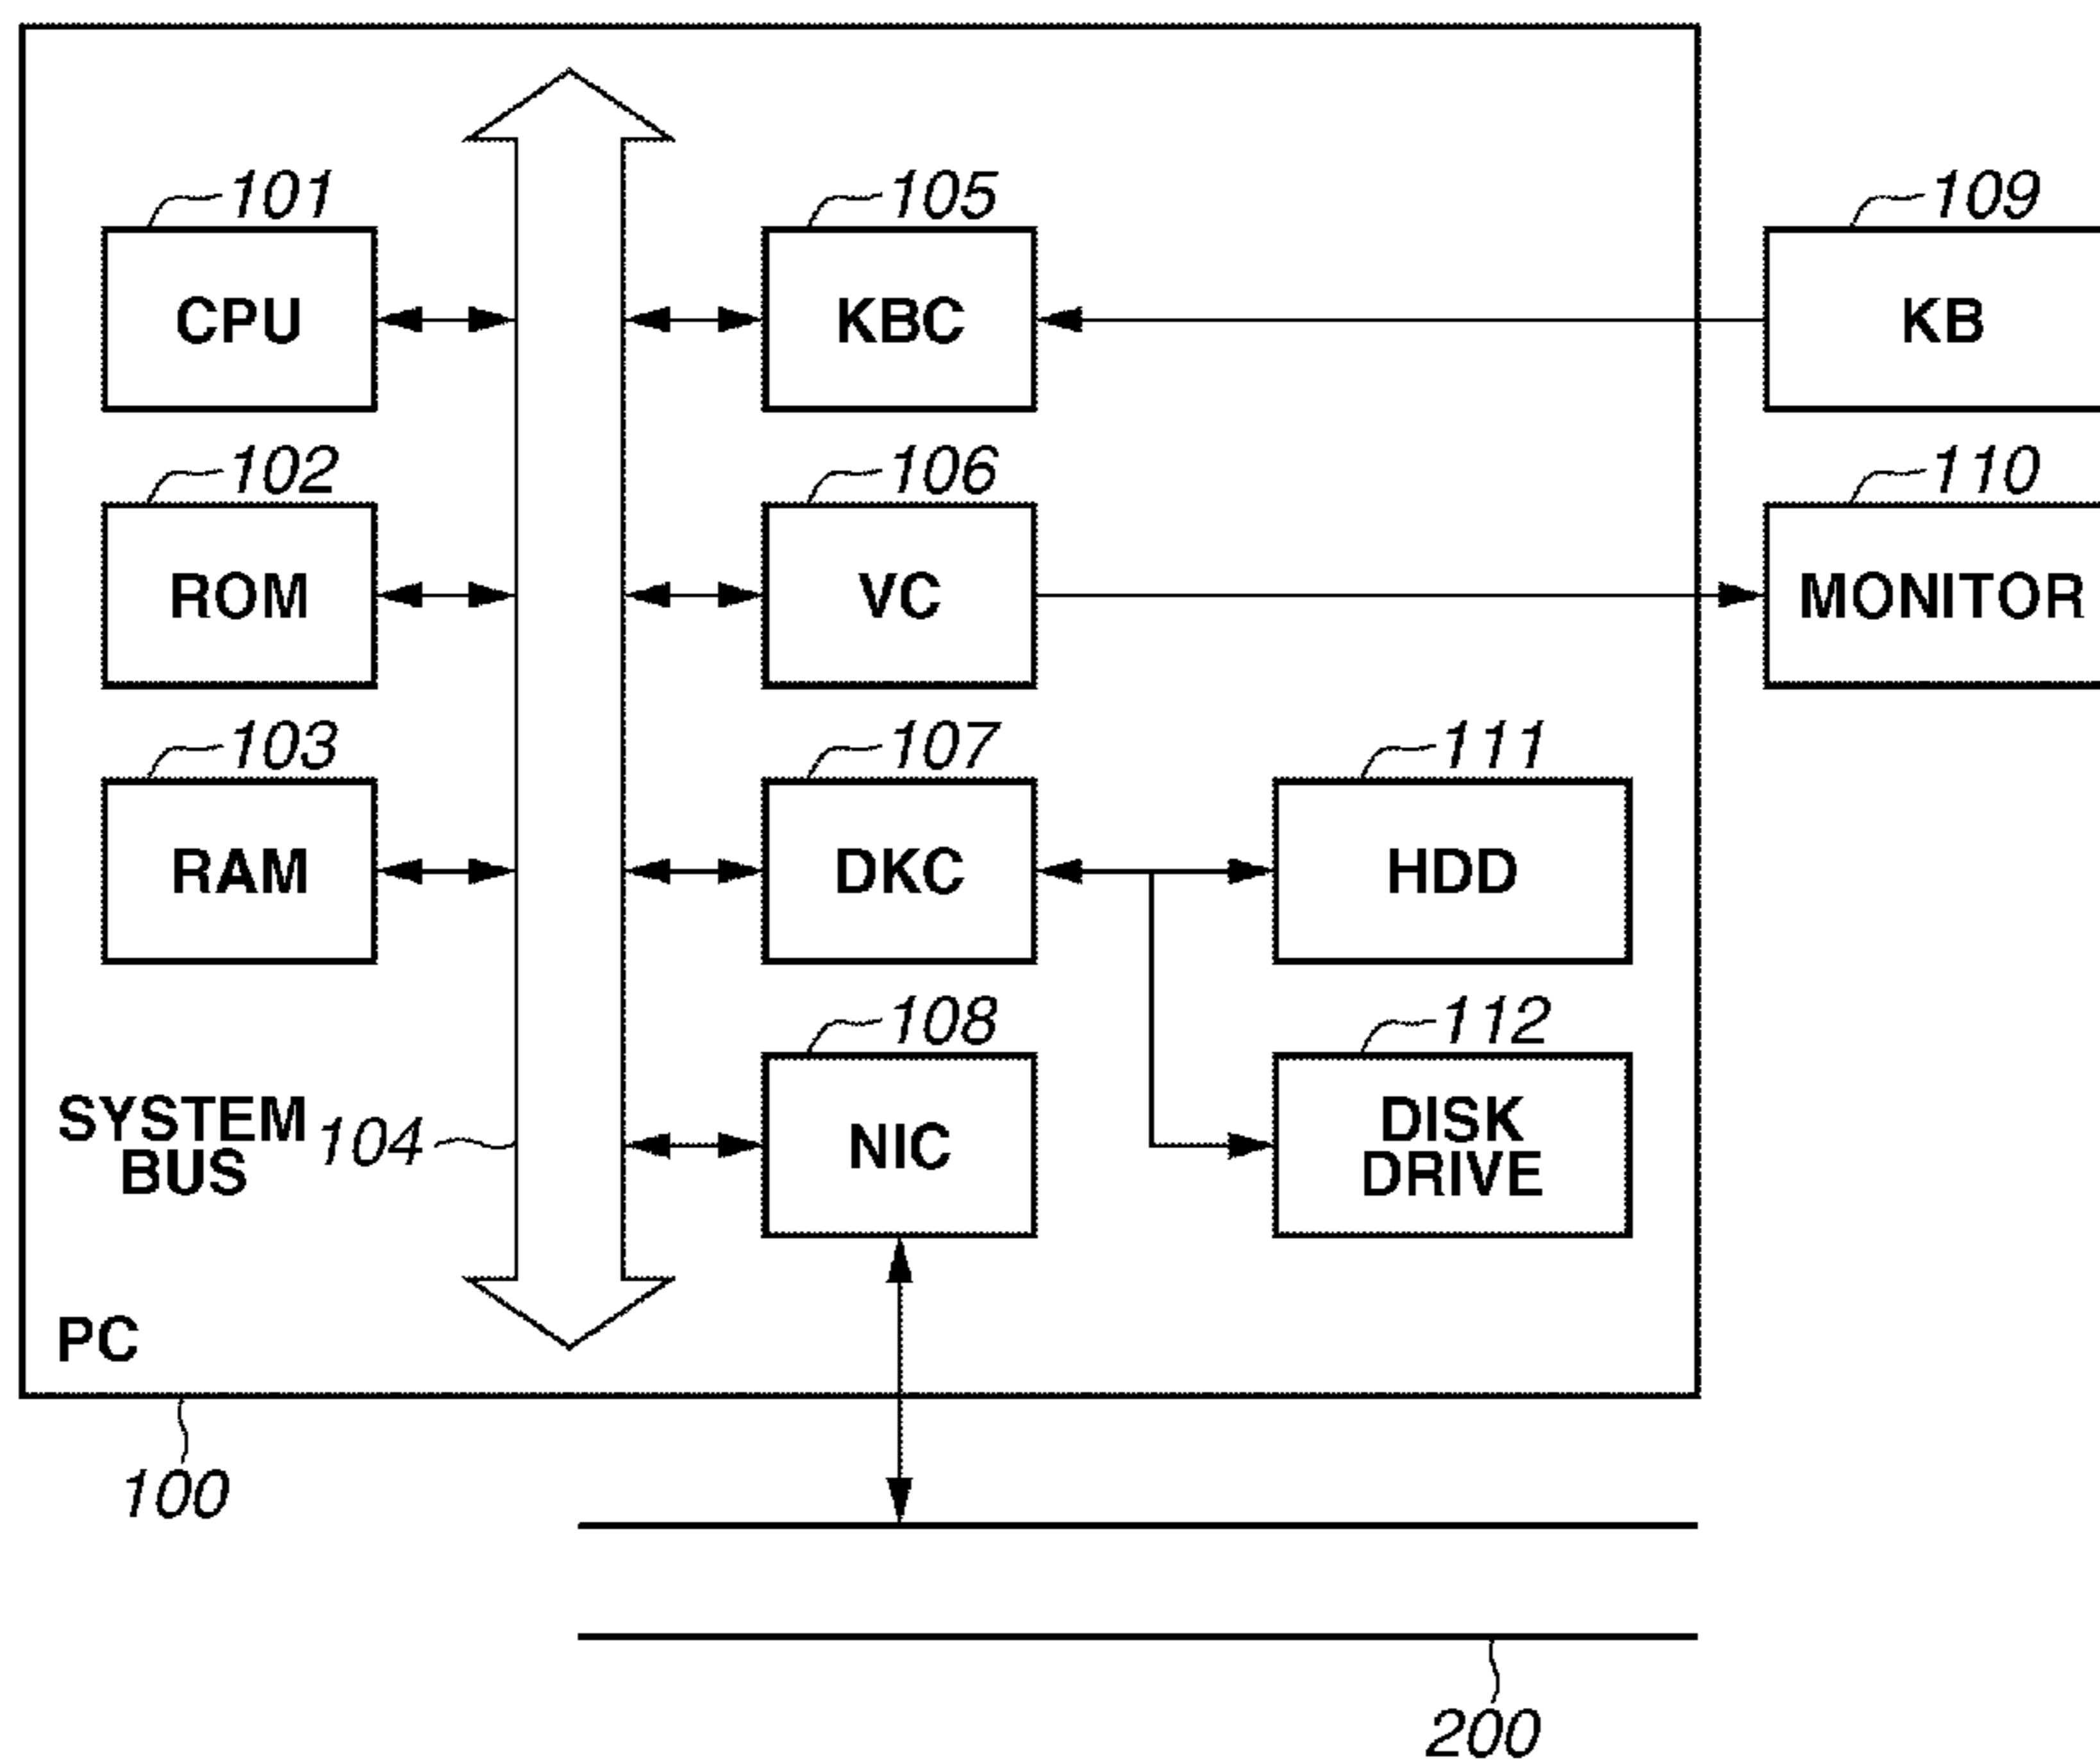 101
105
109
CPU
KBC
KB
102
106
110
ROM
VC
MONITOR
103
107
111
RAM
DKC
HDD
108
112
SYSTEM
BUS
104
NIC
DISK
DRIVE
PC
100
200